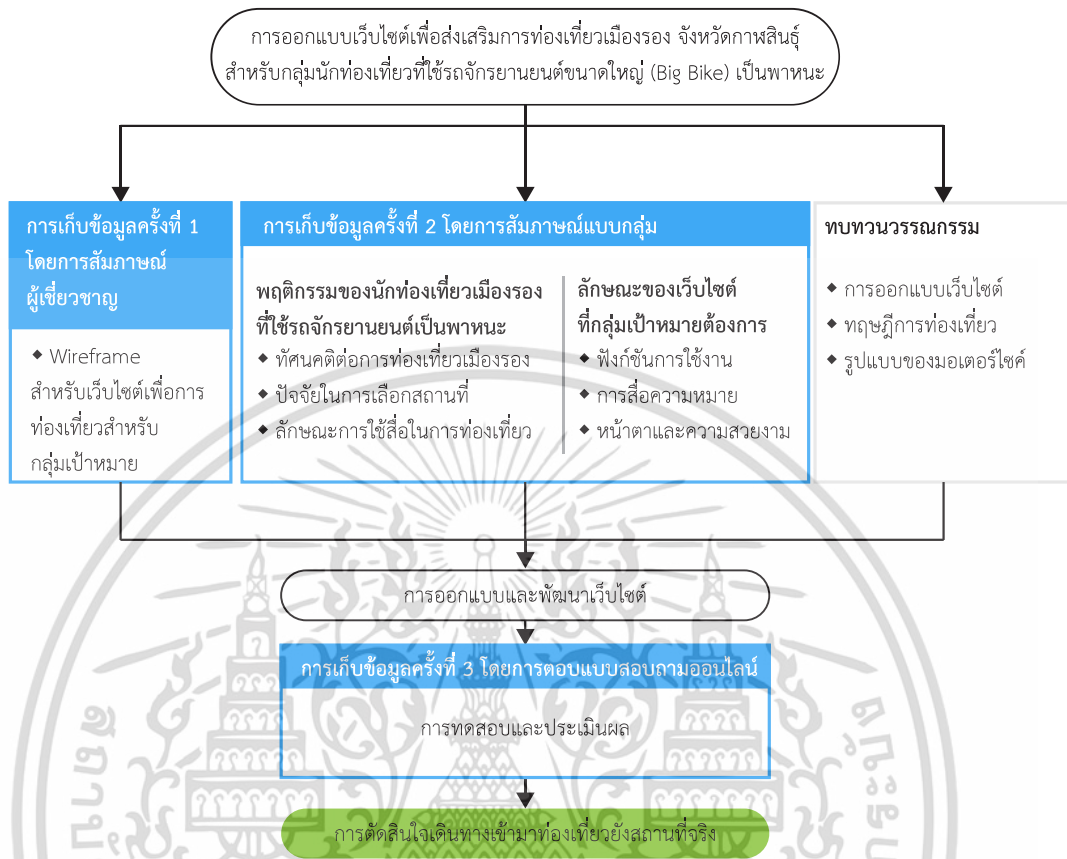 การออกแบบเว็บไซต์เพื่อส่งเสริมการท่องเที่ยวเมืองรอง จังหวัดกาฬสินธุ์
สำหรับกลุ่มนักท่องเที่ยวที่ใช้รถจักรยานยนต์ขนาดใหญ่ (Big Bike) เป็นพาหนะ
การเก็บข้อมูลครั้งที่ 1
โดยการสัมภาษณ์
ผู้เชี่ยวชาญ
◆ Wireframe
สำหรับเว็บไซต์เพื่อการ
ท่องเที่ยวสำหรับ
กลุ่มเป้าหมาย
การเก็บข้อมูลครั้งที่ 2 โดยการสัมภาษณ์แบบกลุ่ม
พฤติกรรมของนักท่องเที่ยวเมืองรอง
ที่ใช้รถจักรยานยนต์เป็นพาหนะ
◆ ทัศนคติต่อการท่องเที่ยวเมืองรอง
◆ ปัจจัยในการเลือกสถานที่
◆ ลักษณะการใช้สื่อในการท่องเที่ยว
ลักษณะของเว็บไซต์
ที่กลุ่มเป้าหมายต้องการ
◆ ฟังก์ชันการใช้งาน
◆ การสื่อความหมาย
◆ หน้าตาและความสวยงาม
ทบทวนวรรณกรรม
◆ การออกแบบเว็บไซต์
◆ ทฤษฎีการท่องเที่ยว
◆ รูปแบบของมอเตอร์ไซค์
การออกแบบและพัฒนาเว็บไซต์
การเก็บข้อมูลครั้งที่ 3 โดยการตอบแบบสอบถามออนไลน์
การทดสอบและประเมินผล
การตัดสินใจเดินทางเข้ามาท่องเที่ยวยังสถานที่จริง